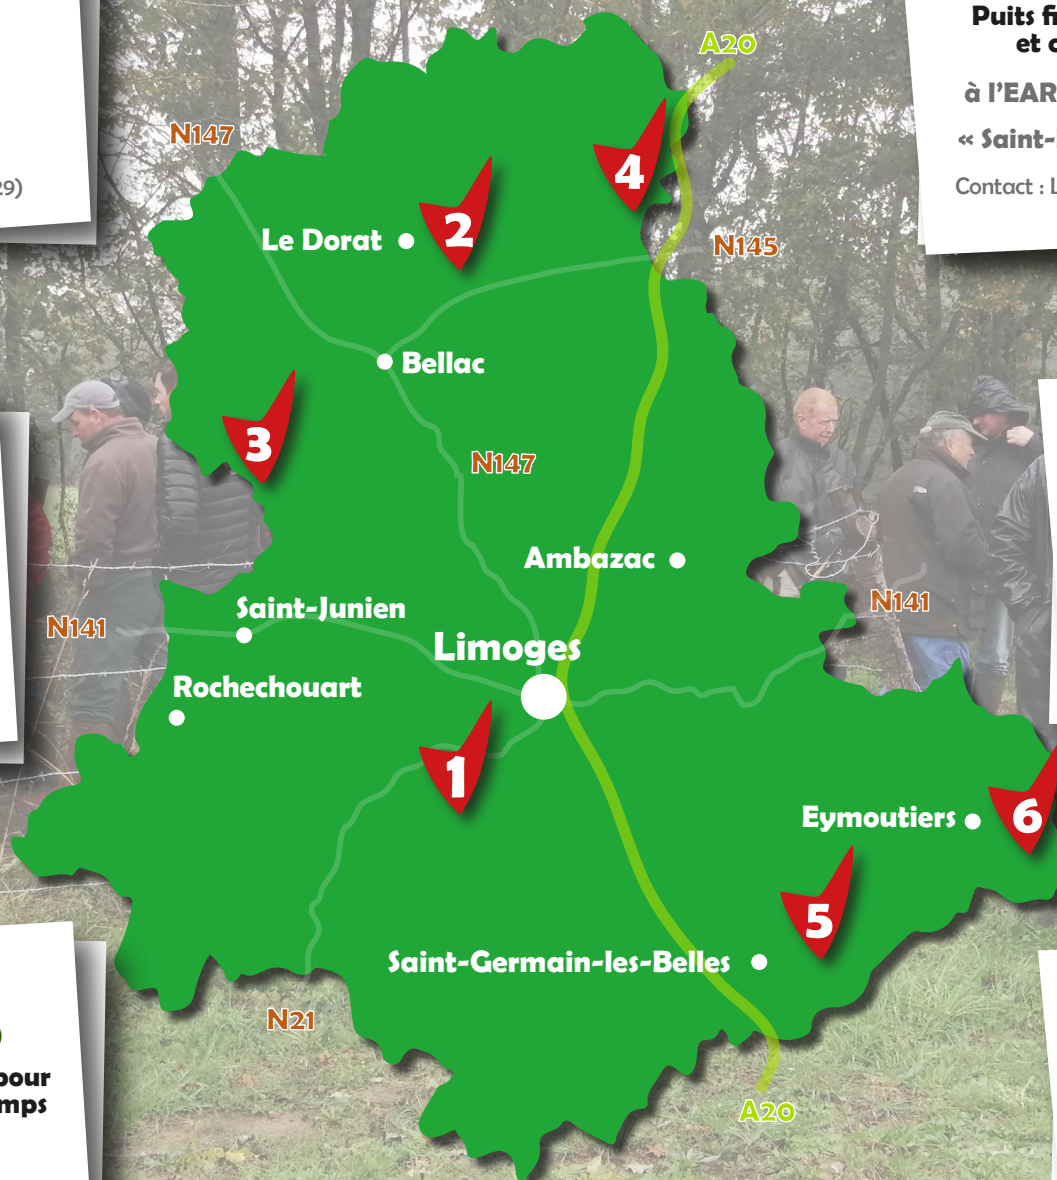 Puits
et
A20
à l'EAR
N147
« Saint-
4
29)
Contact :
2
Le Dorat
N145
Bellac
3
N147
Ambazac
Saint-Junien
N141
N141
Limoges
Rochechouart
1
Eymoutiers
6
5
Saint-Germain-les-Belles
N21
pour
A20